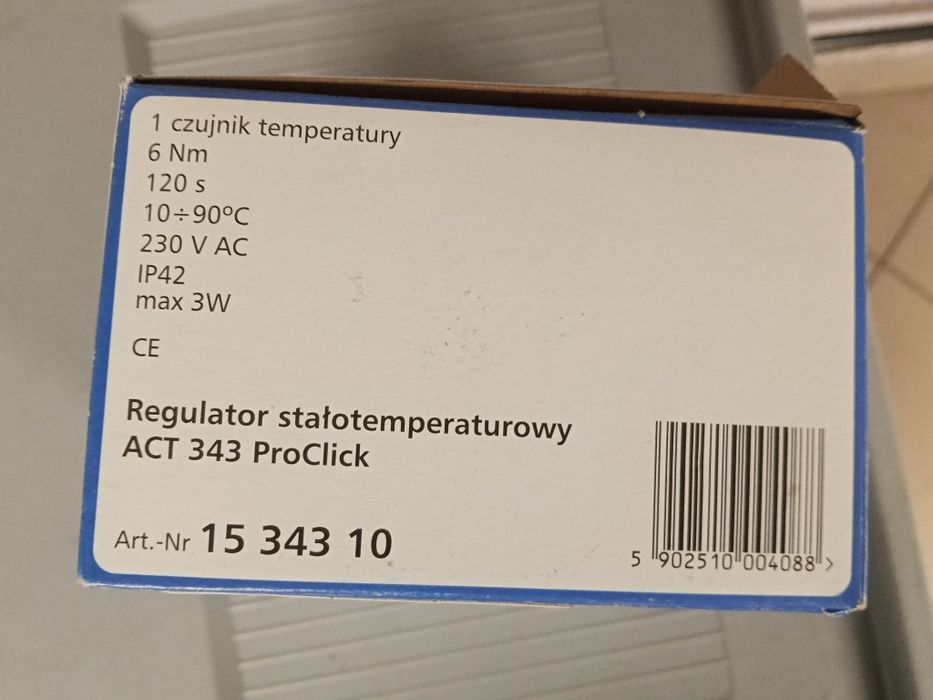 1 czujnik temperatury
6 Nm
120 s
10÷90ºC
230 V AC
IP42
max 3W
CE
Regulator stałotemperaturowy
ACT 343 ProClick
Art.-Nr 15 343 10
5 902510 004088 >